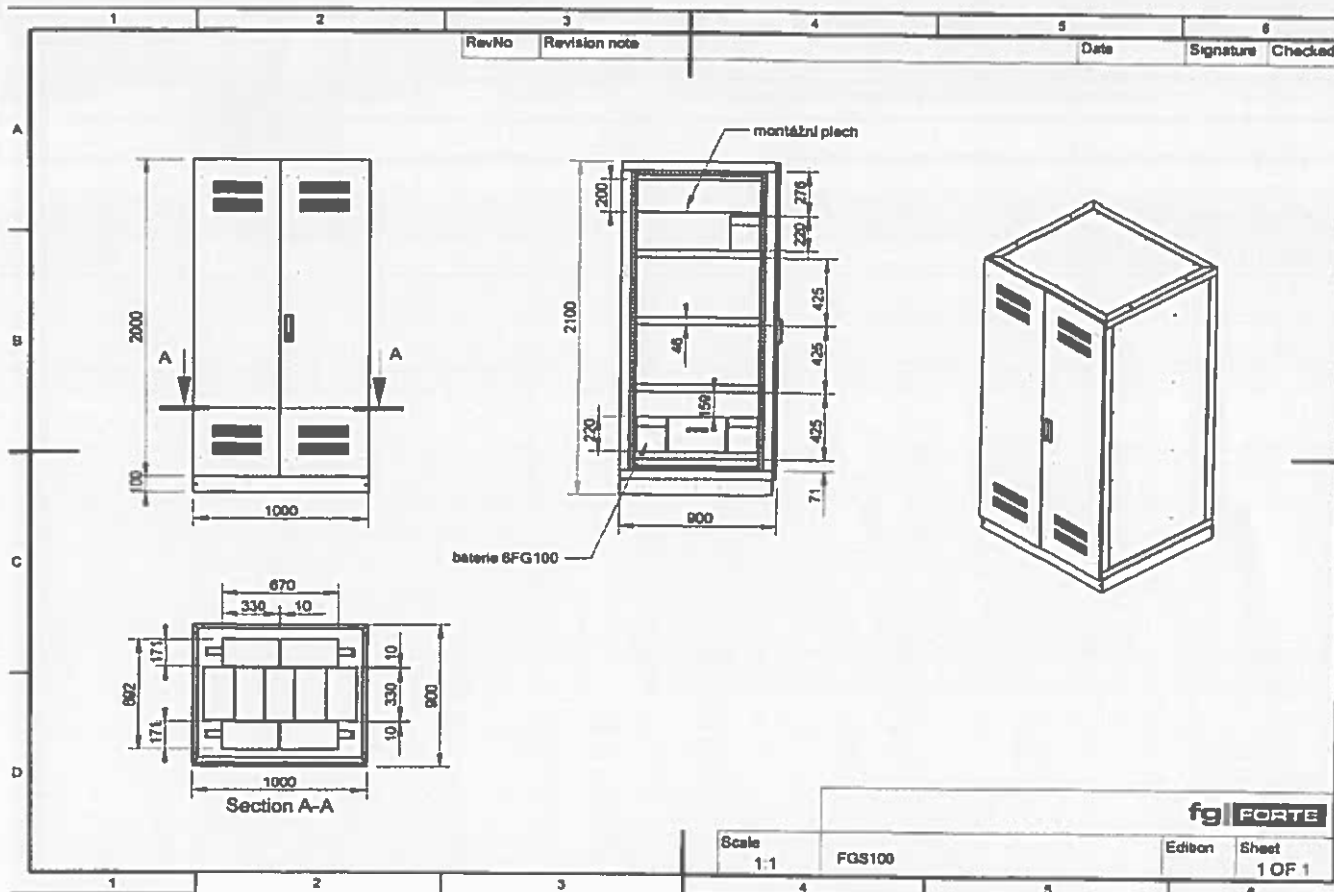 1 2 3 4 5 6
RevNo Revision note Date Signature Checked
A
B
C
D
2000
100
1000
A A
montážní plech
200
276
220
2100
425
46
425
159
220
425
71
900
baterie 6FG100
670
330 10
171
692
171
10
330
10
900
1000
Section A-A
fg FORTE
Scale
1:1
FGS100
Edition
Sheet
1 OF 1
1 2 3 4 5